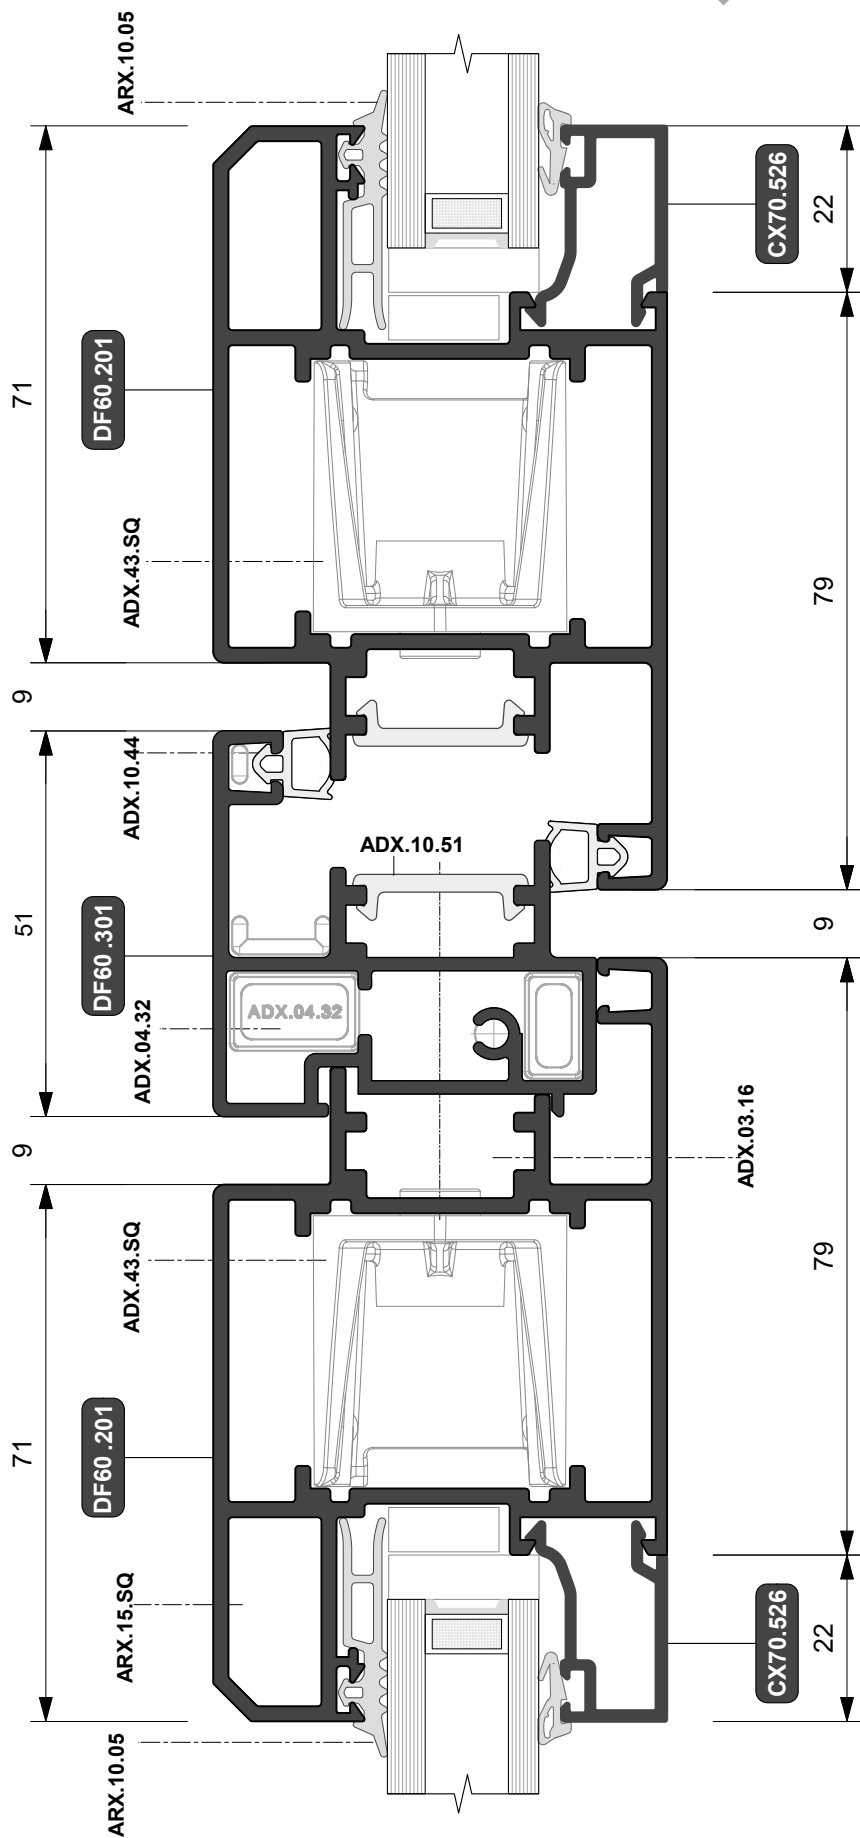 ARX.10.05
CX70.526
22
DF60.201
71
ADX.43.SQ
79
9
ADX.10.44
ADX.10.51
51
9
DF60 .301
ADX.04.32
ADX.04.32
9
ADX.03.16
ADX.43.SQ
79
DF60 .201
71
ARX.15.SQ
CX70.526
22
ARX.10.05